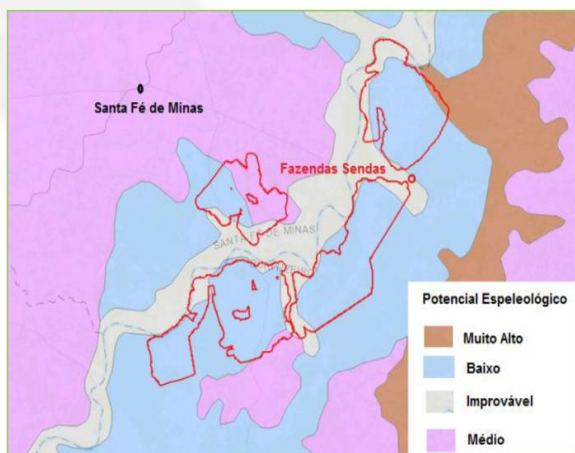 Santa Fé de Minas
Fazendas Sendas
SANTA FÉ DE MINAS
Potencial Espeleológico
Muito Alto
Baixo
Improvável
Médio